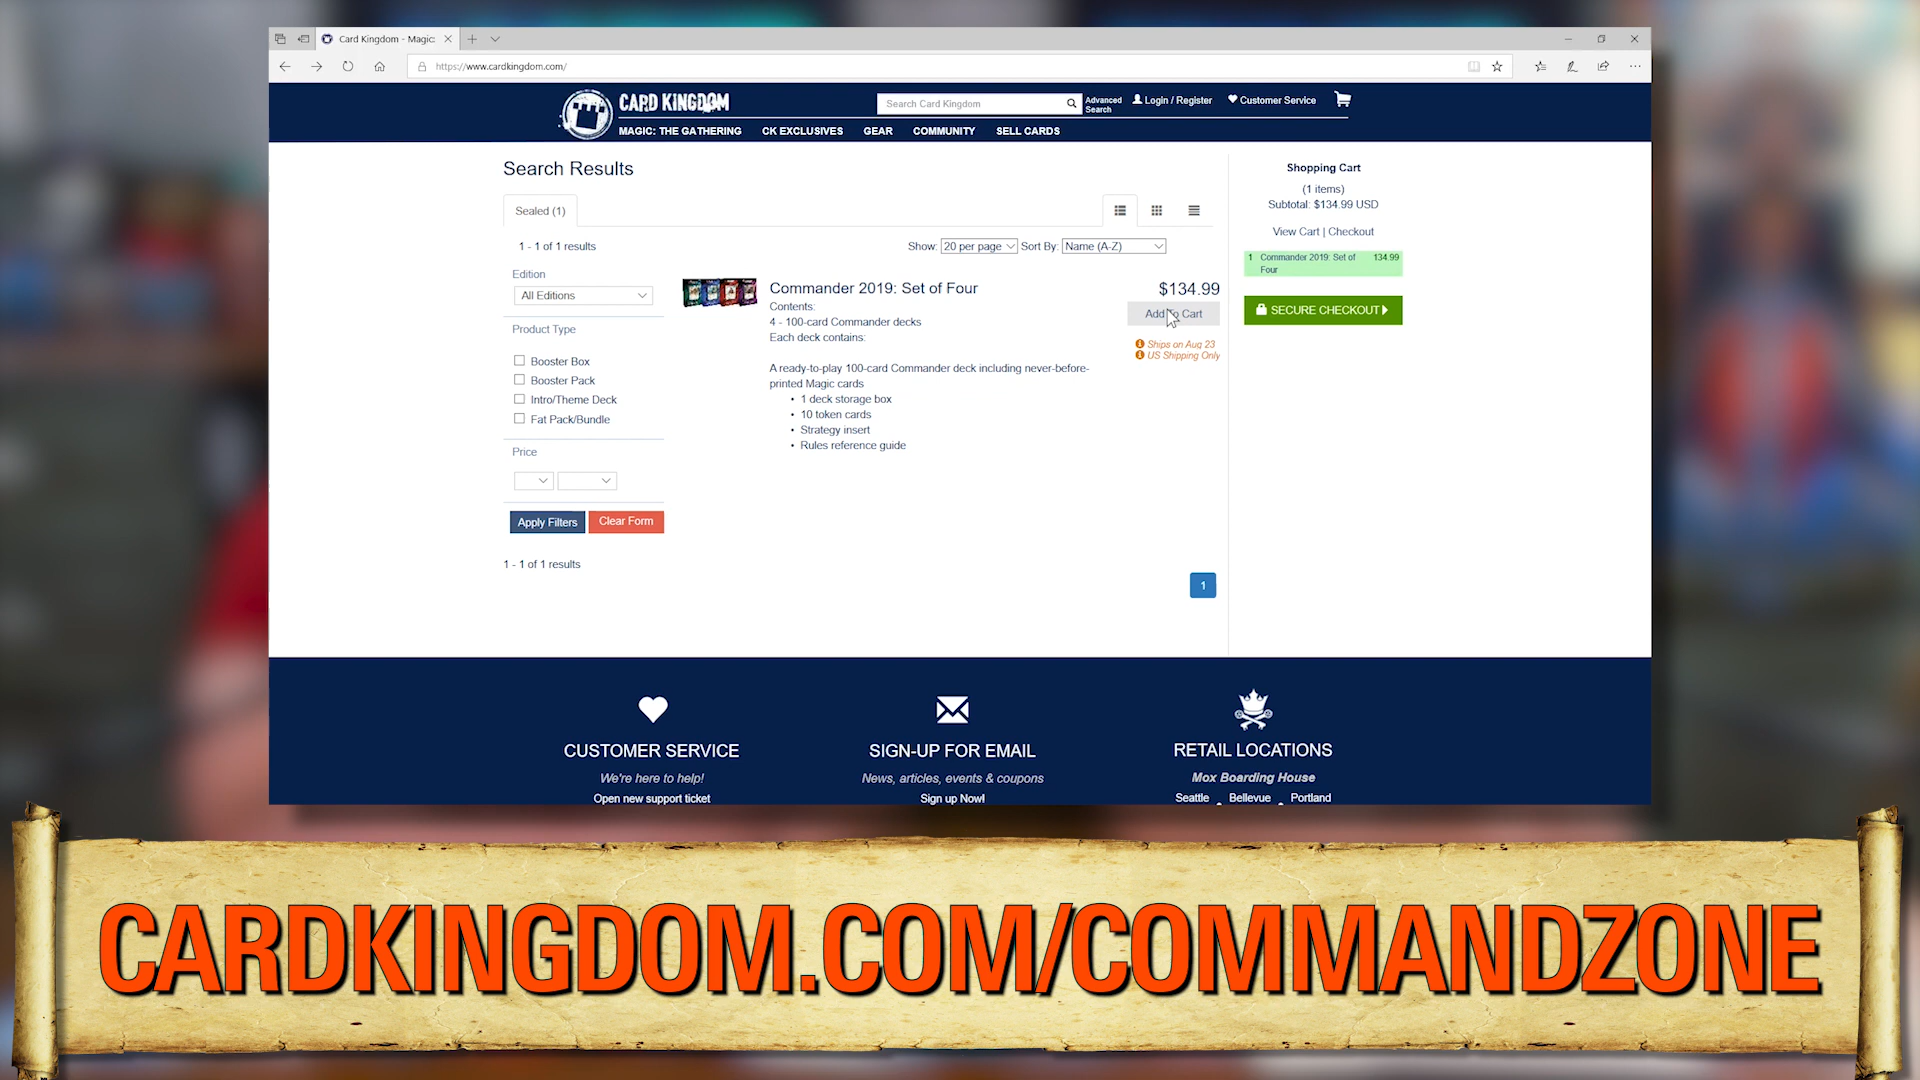 Card Kingdom - Magic:
https://www.cardkingdom.com/
CARD KINGDOM
Search Card Kingdom
Advanced Search
Login / Register
Customer Service
MAGIC: THE GATHERING
CK EXCLUSIVES
GEAR
COMMUNITY
SELL CARDS
Search Results
Sealed (1)
1 - 1 of 1 results
Show: 20 per page Sort By: Name (A-Z)
Edition
All Editions
Product Type
Booster Box
Booster Pack
Intro/Theme Deck
Fat Pack/Bundle
Price
Apply Filters
Clear Form
1 - 1 of 1 results
Commander 2019: Set of Four
Contents:
4 - 100-card Commander decks
Each deck contains:
A ready-to-play 100-card Commander deck including never-before-
printed Magic cards
• 1 deck storage box
• 10 token cards
• Strategy insert
• Rules reference guide
$134.99
Add To Cart
Ships on Aug 23
US Shipping Only
1
Shopping Cart
(1 items)
Subtotal: $134.99 USD
View Cart | Checkout
1 Commander 2019: Set of 134.99
Four
SECURE CHECKOUT
CUSTOMER SERVICE
We're here to help!
Open new support ticket
SIGN-UP FOR EMAIL
News, articles, events & coupons
Sign up Now!
RETAIL LOCATIONS
Mox Boarding House
Seattle • Bellevue • Portland
CARDKINGDOM.COM/COMMANDZONE